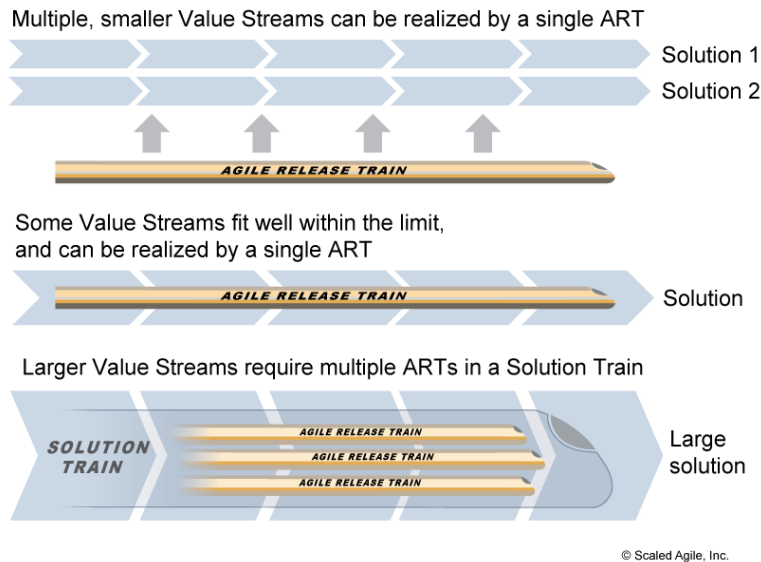 Multiple, smaller Value Streams can be realized by a single ART
Solution 1
Solution 2
AGILE RELEASE TRAIN
Some Value Streams fit well within the limit,
and can be realized by a single ART
AGILE RELEASE TRAIN
Solution
Larger Value Streams require multiple ARTs in a Solution Train
SOLUTION
TRAIN
AGILE RELEASE TRAIN
AGILE RELEASE TRAIN
AGILE RELEASE TRAIN
Large
solution
© Scaled Agile, Inc.